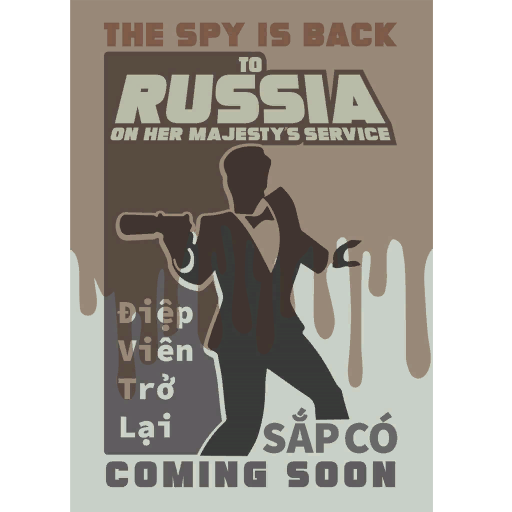 THE SPY IS BACK
TO
RUSSIA
ON HER MAJESTY'S SERVICE
Điệp
Viên
Trở
Lại
SẮP CÓ
COMING SOON